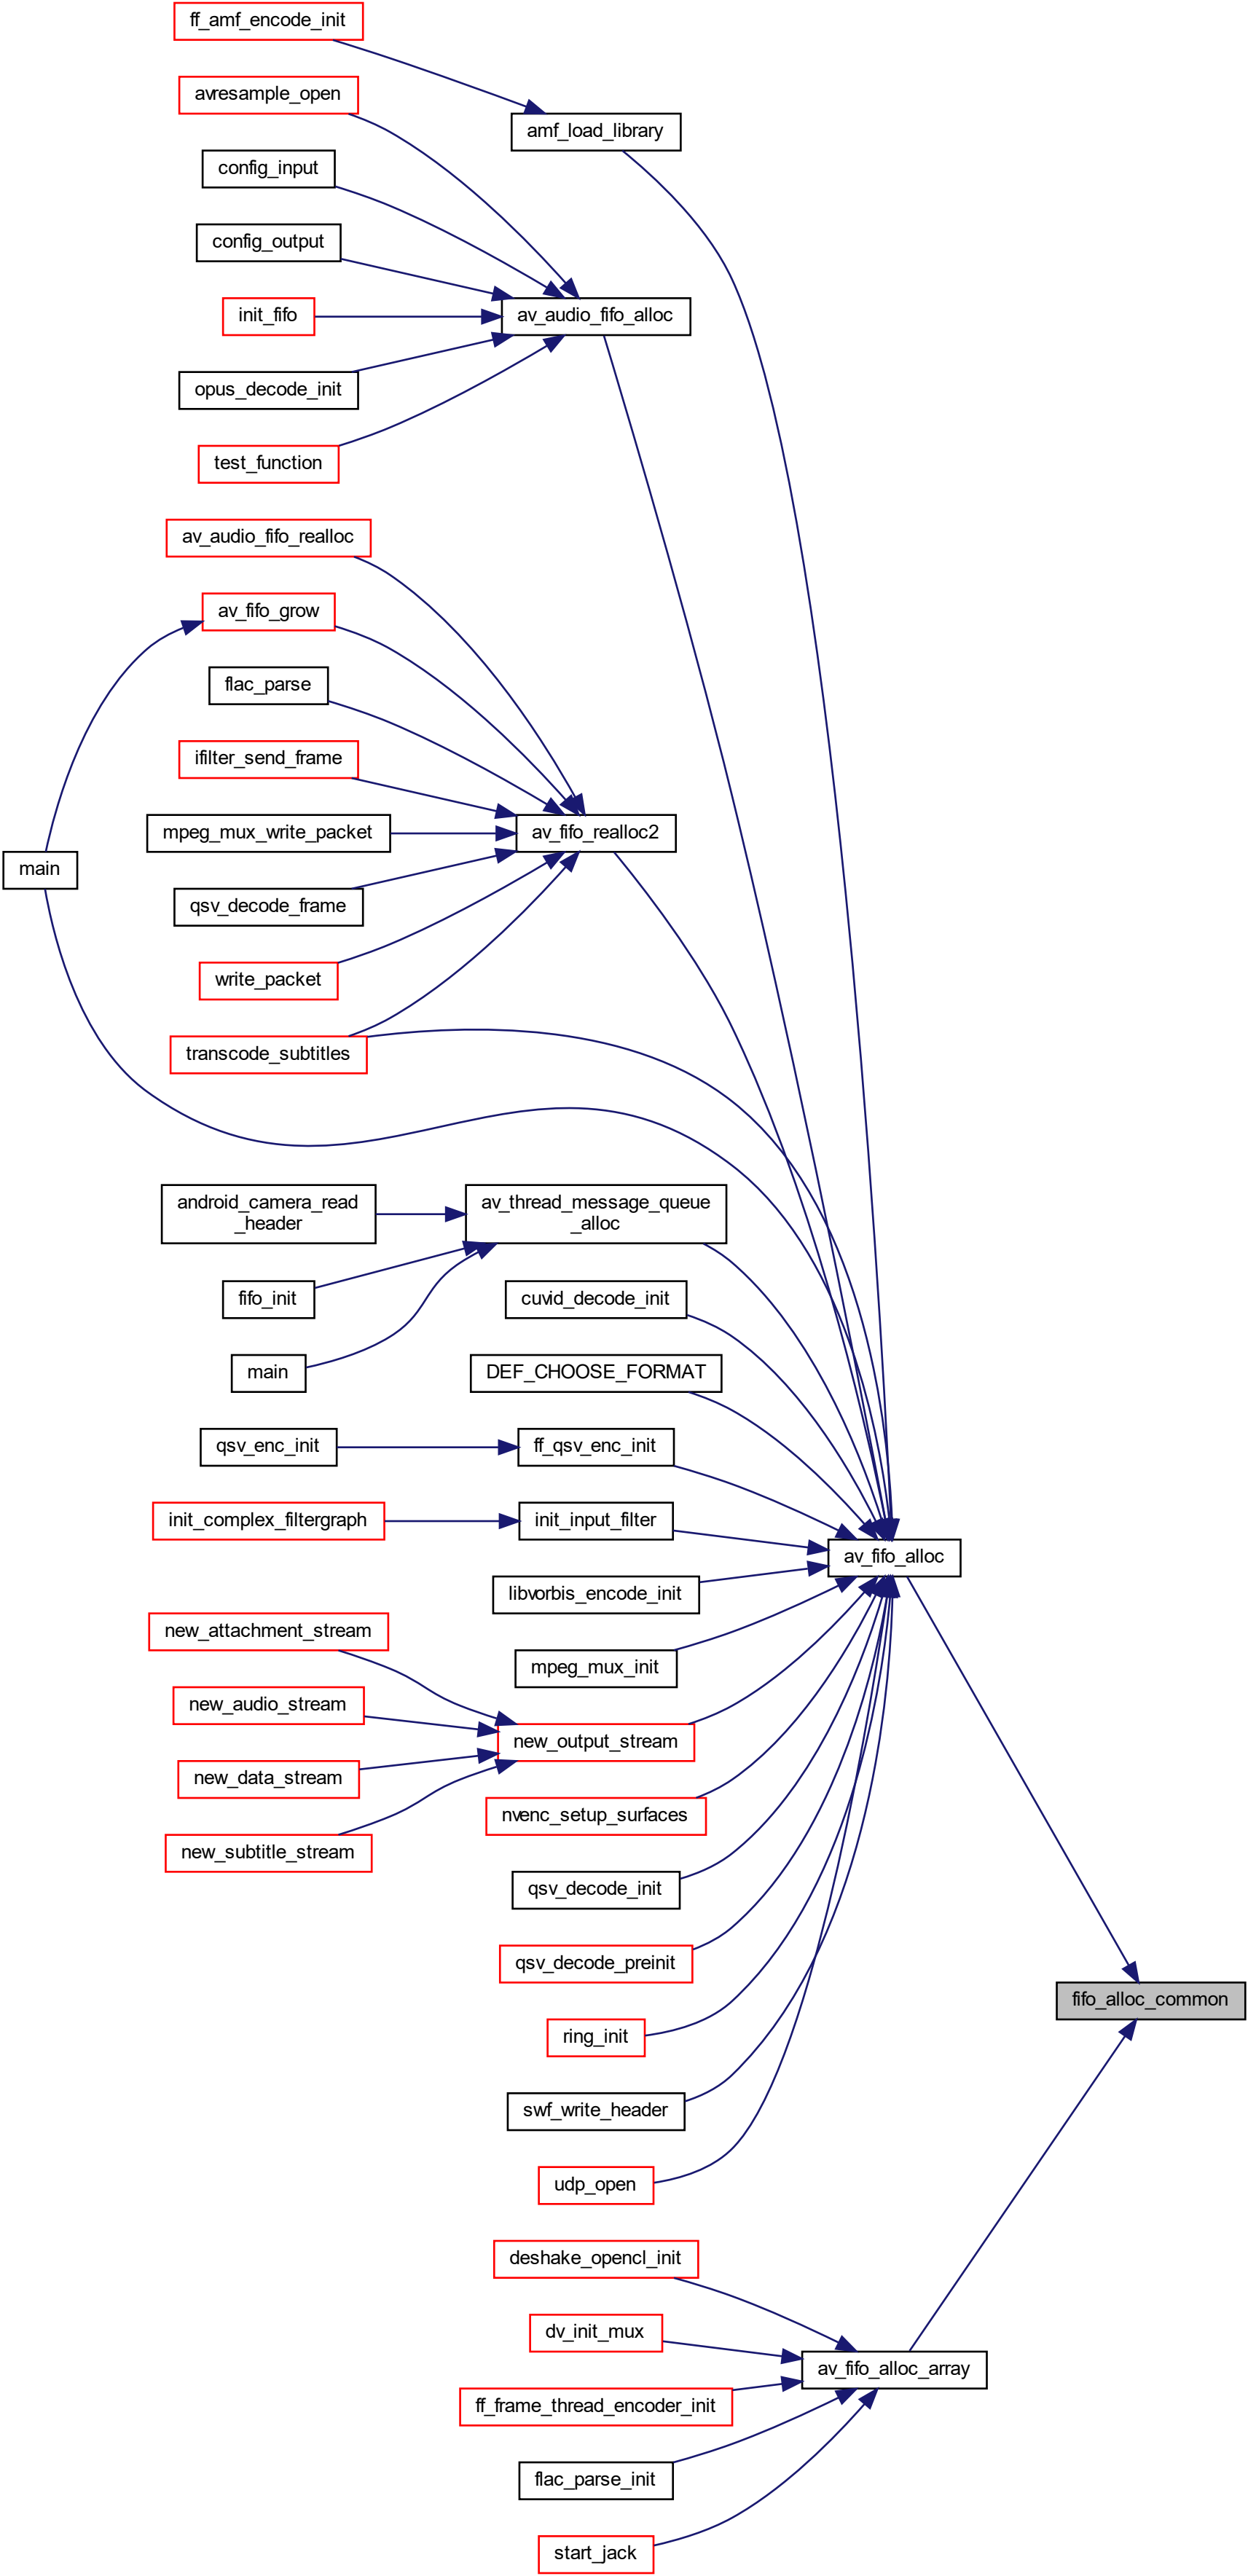 ff_amf_encode_init
avresample_open
amf_load_library
config_input
config_output
init_fifo
av_audio_fifo_alloc
opus_decode_init
test_function
av_audio_fifo_realloc
av_fifo_grow
flac_parse
ifilter_send_frame
mpeg_mux_write_packet
av_fifo_realloc2
main
qsv_decode_frame
write_packet
transcode_subtitles
android_camera_read
_header
av_thread_message_queue
_alloc
fifo_init
cuvid_decode_init
main
DEF_CHOOSE_FORMAT
qsv_enc_init
ff_qsv_enc_init
init_complex_filtergraph
init_input_filter
av_fifo_alloc
libvorbis_encode_init
new_attachment_stream
mpeg_mux_init
new_audio_stream
new_output_stream
new_data_stream
nvenc_setup_surfaces
new_subtitle_stream
qsv_decode_init
qsv_decode_preinit
fifo_alloc_common
ring_init
swf_write_header
udp_open
deshake_opencl_init
dv_init_mux
av_fifo_alloc_array
ff_frame_thread_encoder_init
flac_parse_init
start_jack